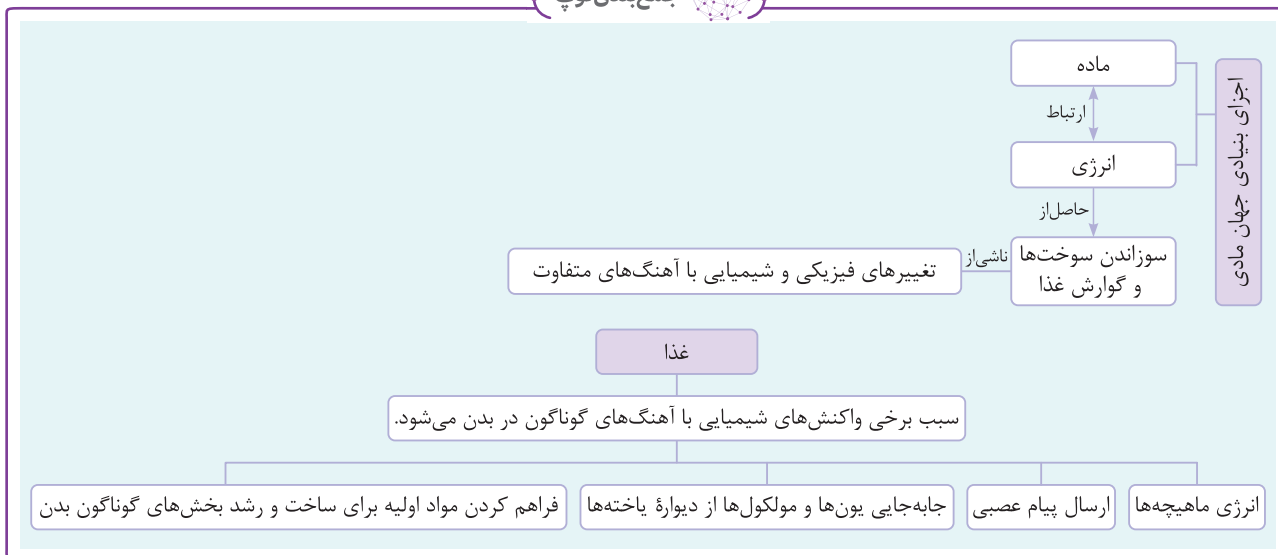 ماده
ارتباط
انرژی
حاصل‌از
سوزاندن سوخت‌ها
و گوارش غذا
ناشی‌از
تغییرهای فیزیکی و شیمیایی با آهنگ‌های متفاوت
اجزای بنیادی جهان مادی
غذا
سبب برخی واکنش‌های شیمیایی با آهنگ‌های گوناگون در بدن می‌شود.
انرژی ماهیچه‌ها
ارسال پیام عصبی
جابه‌جایی یون‌ها و مولکول‌ها از دیوارهٔ یاخته‌ها
فراهم کردن مواد اولیه برای ساخت و رشد بخش‌های گوناگون بدن